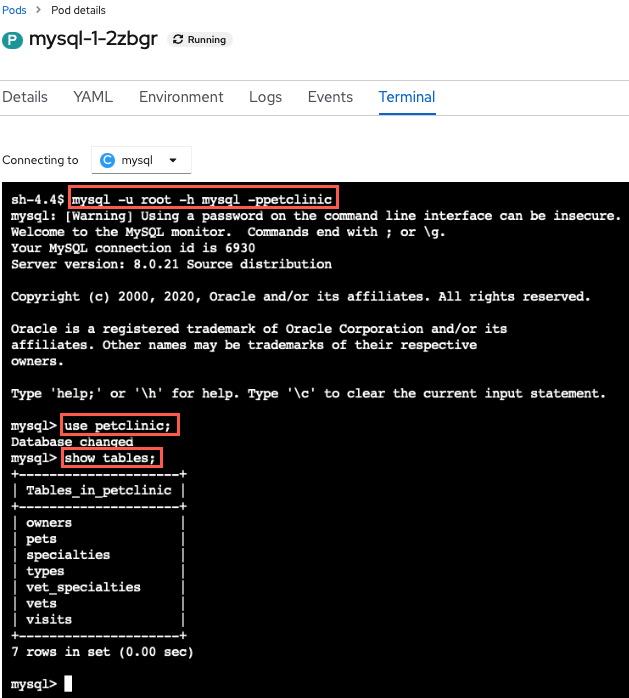 Pods > Pod details
P mysql-1-2zbgr Running
Details YAML Environment Logs Events Terminal
Connecting to C mysql
sh-4.4$ mysql -u root -h mysql -ppetclinic
mysql: [Warning] Using a password on the command line interface can be insecure.
Welcome to the MySQL monitor.  Commands end with ; or \g.
Your MySQL connection id is 6930
Server version: 8.0.21 Source distribution
Copyright (c) 2000, 2020, Oracle and/or its affiliates. All rights reserved.
Oracle is a registered trademark of Oracle Corporation and/or its
affiliates. Other names may be trademarks of their respective
owners.
Type 'help;' or '\h' for help. Type '\c' to clear the current input statement.
mysql> use petclinic;
Database changed
mysql> show tables;
+---------------------+
| Tables_in_petclinic |
+---------------------+
| owners              |
| pets                |
| specialties         |
| types               |
| vet_specialties     |
| vets                |
| visits              |
+---------------------+
7 rows in set (0.00 sec)
mysql>